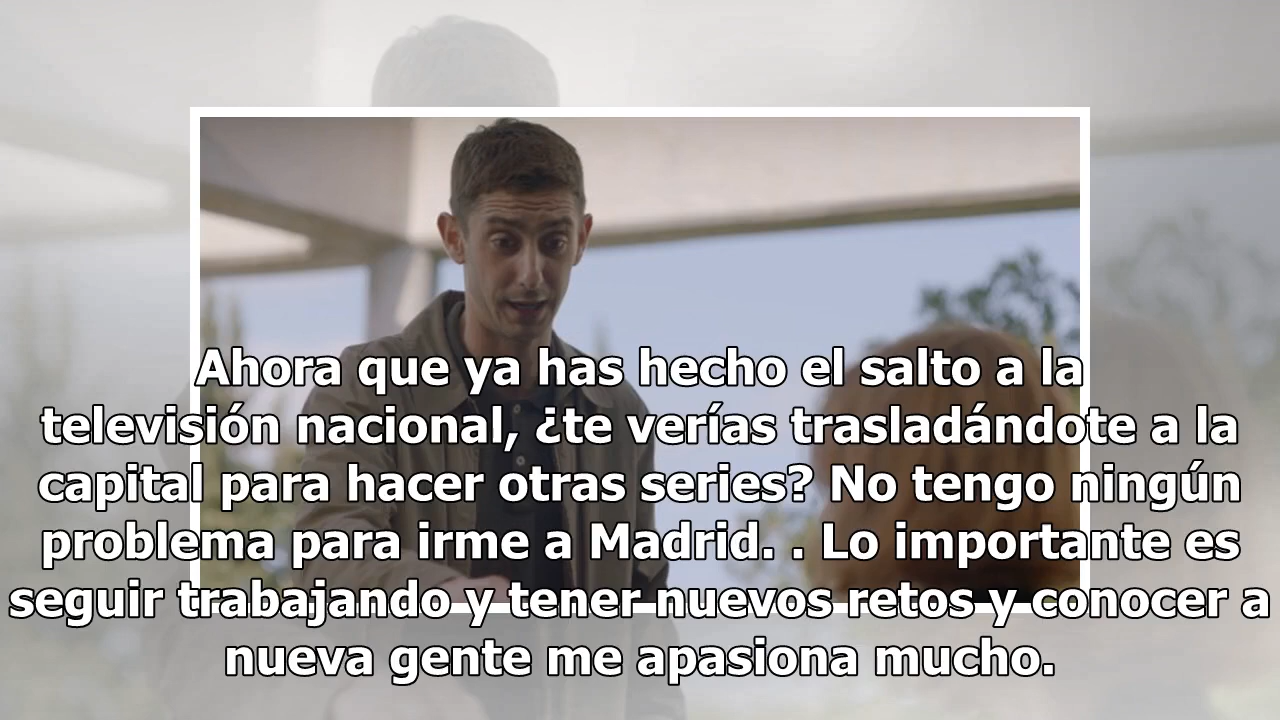 Ahora que ya has hecho el salto a la
televisión nacional, ¿te verías trasladándote a la
capital para hacer otras series? No tengo ningún
problema para irme a Madrid. . Lo importante es
seguir trabajando y tener nuevos retos y conocer a
nueva gente me apasiona mucho.